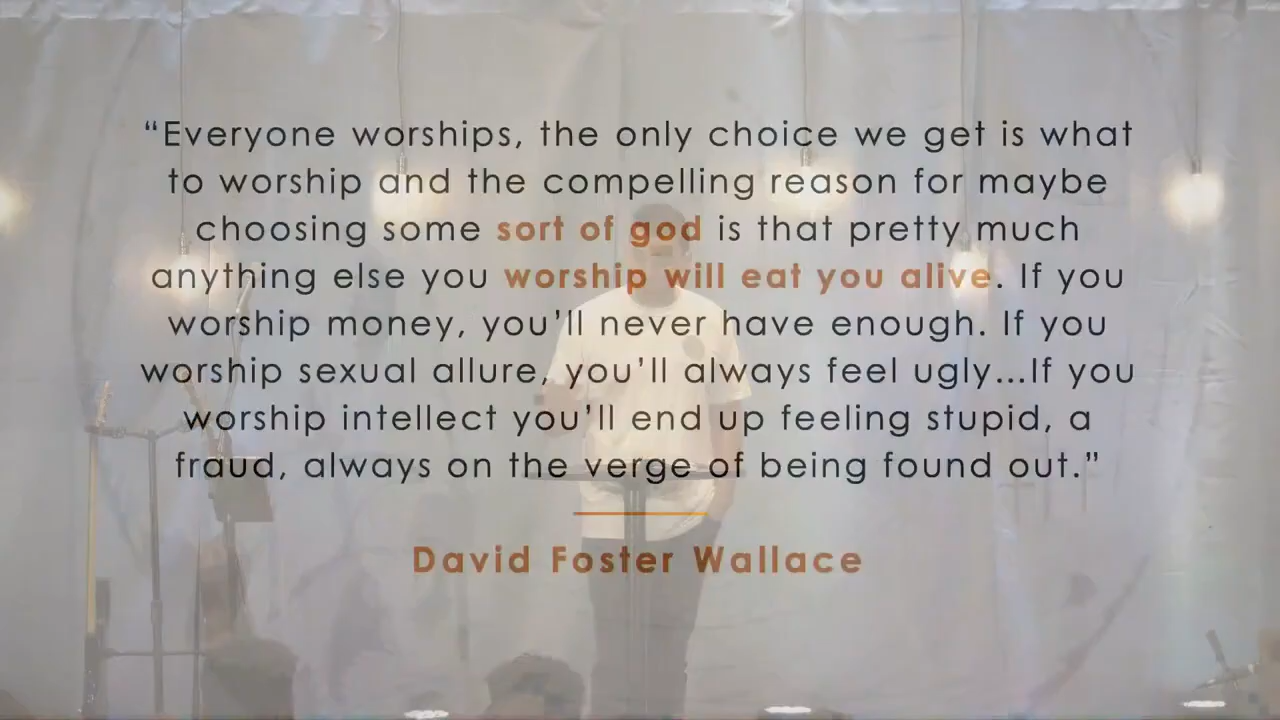 “Everyone worships, the only choice we get is what
to worship and the compelling reason for maybe
choosing some sort of god is that pretty much
anything else you worship will eat you alive. If you
worship money, you’ll never have enough. If you
worship sexual allure, you’ll always feel ugly...If you
worship intellect you’ll end up feeling stupid, a
fraud, always on the verge of being found out.”
David Foster Wallace